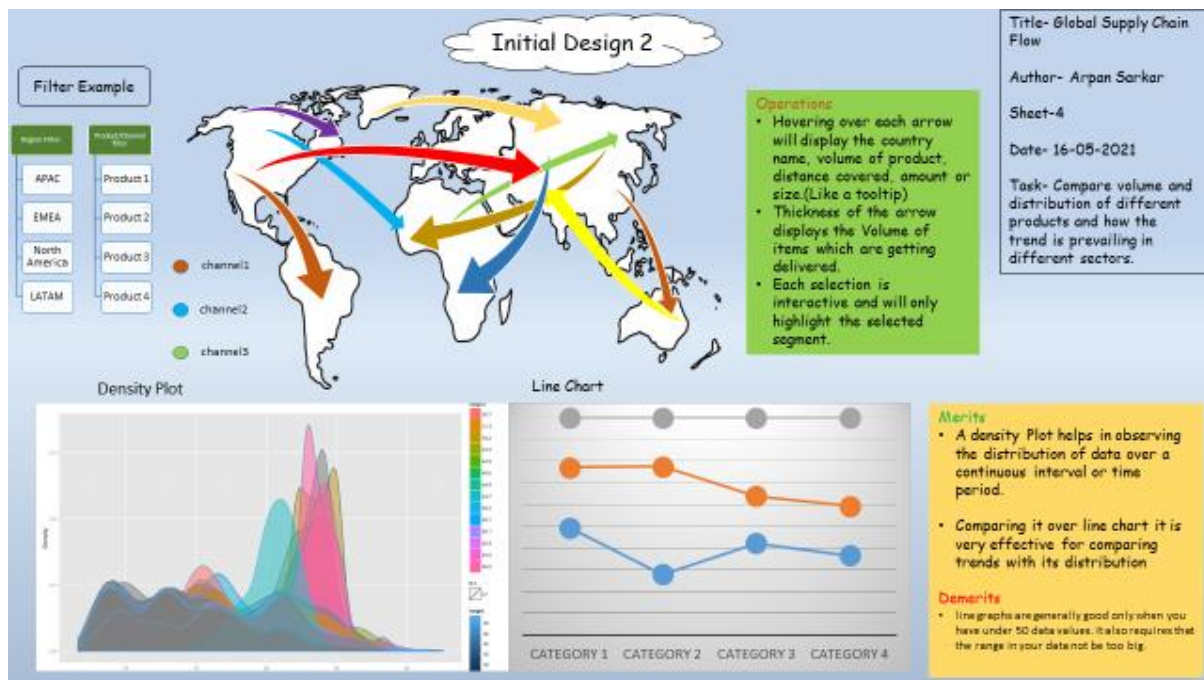 Initial Design 2
Title- Global Supply Chain
Flow
Author- Arpan Sarkar
Sheet-4
Date- 16-05-2021
Task- Compare volume and
distribution of different
products and how the
trend is prevailing in
different sectors.
Filter Example
Region Filter
Product/Channel
filter
APAC
EMEA
North
America
LATAM
Product 1
Product 2
Product 3
Product 4
channel1
channel2
channel3
Operations
• Hovering over each arrow
will display the country
name, volume of product,
distance covered, amount or
size.(Like a tooltip)
• Thickness of the arrow
displays the Volume of
items which are getting
delivered.
• Each selection is
interactive and will only
highlight the selected
segment.
Density Plot
Density
Line Chart
CATEGORY 1
CATEGORY 2
CATEGORY 3
CATEGORY 4
Merits
• A density Plot helps in observing
the distribution of data over a
continuous interval or time
period.
• Comparing it over line chart it is
very effective for comparing
trends with its distribution
Demerits
• line graphs are generally good only when you
have under 50 data values. It also requires that
the range in your data not be too big.